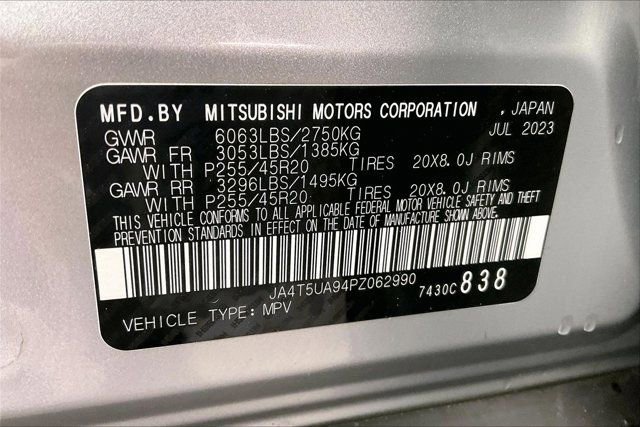 MFD.BY MITSUBISHI MOTORS CORPORATION , JAPAN
GVWR 6063LBS/2750KG JUL 2023
GAWR FR 3053LBS/1385KG
WITH P255/45R20 TIRES 20X8.0J RIMS
GAWR RR 3296LBS/1495KG
WITH P255/45R20 TIRES 20X8.0J RIMS
THIS VEHICLE CONFORMS TO ALL APPLICABLE FEDERAL MOTOR VEHICLE SAFETY AND THEFT
PREVENTION STANDARDS IN EFFECT ON THE DATE OF MANUFACTURE SHOWN ABOVE.
JA4T5UA94PZ062990 7430C 838
VEHICLE TYPE: MPV